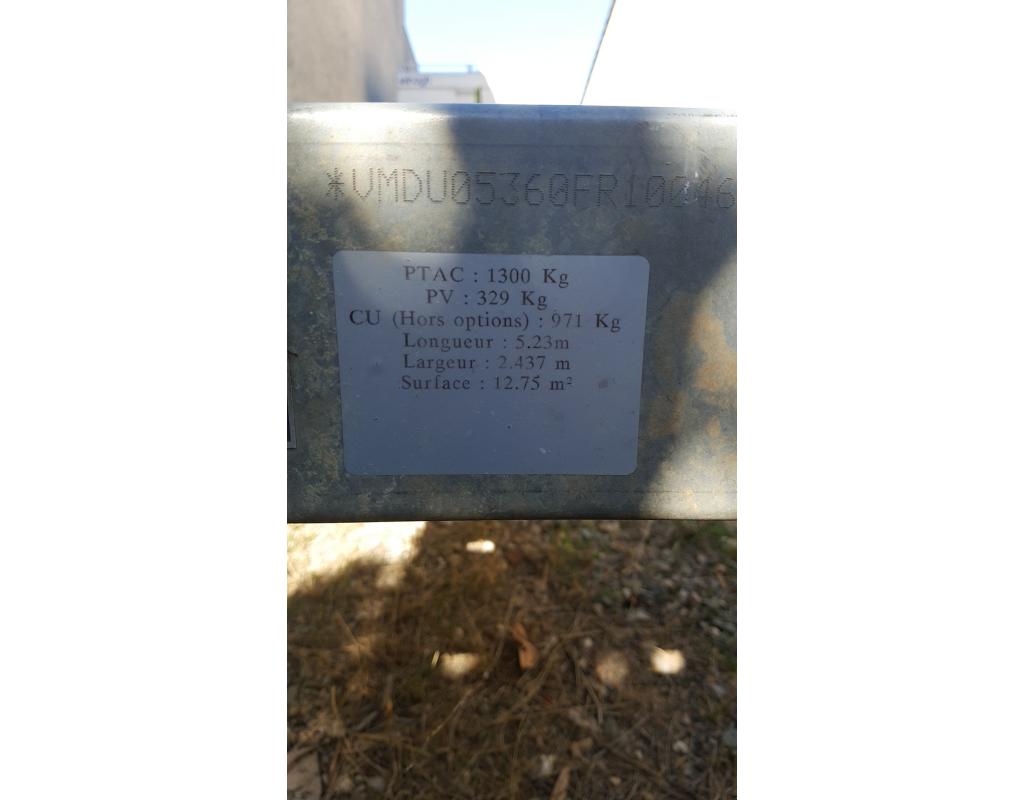 *VMDU05360FR10046
PTAC : 1300 Kg
PV : 329 Kg
CU (Hors options) : 971 Kg
Longueur : 5.23m
Largeur : 2.437 m
Surface : 12.75 m²